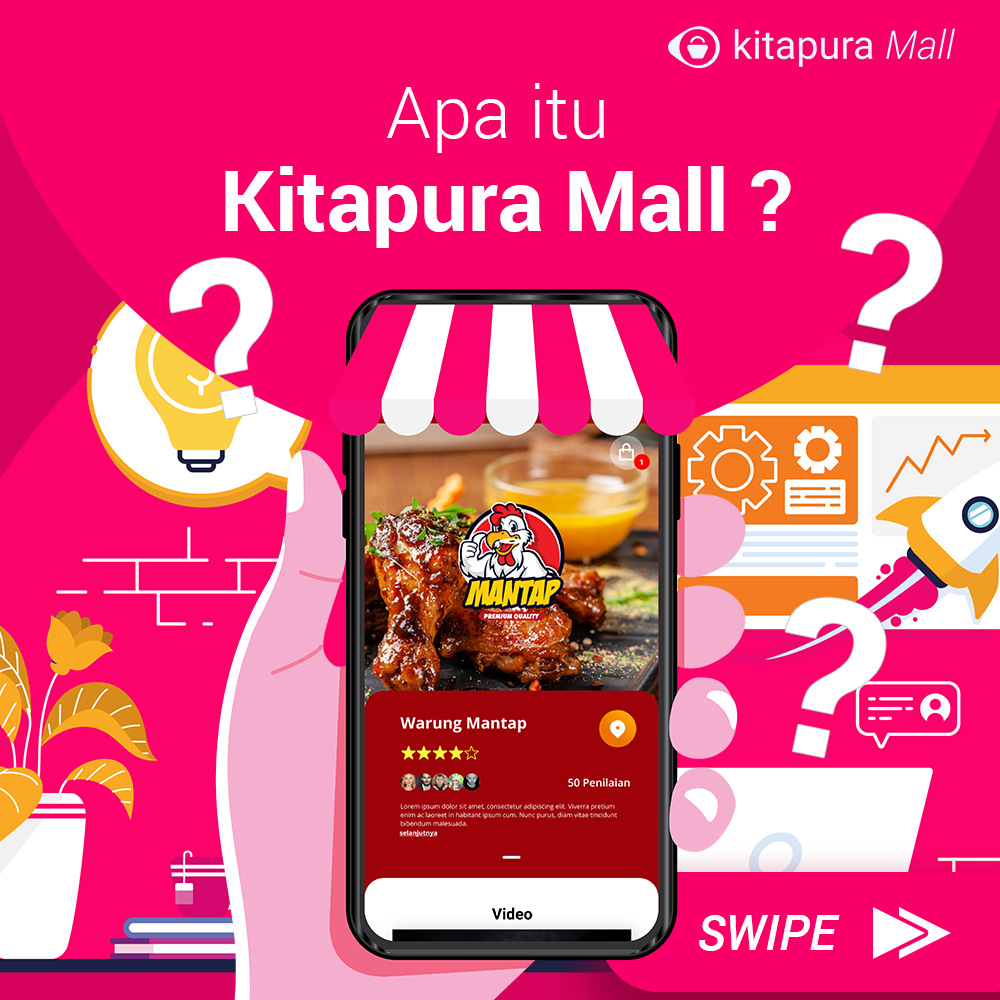 kitapura Mall
Apa itu
Kitapura Mall ?
1
MANTAP
PREMIUM QUALITY
Warung Mantap
50 Penilaian
Lorem ipsum dolor sit amet, consectetur adipiscing elit. Viverra pretium
enim ac laoreet in habitant ipsum cum. Nunc purus, diam vitae tincidunt
bibendum malesuada.
selanjutnya
Video
SWIPE